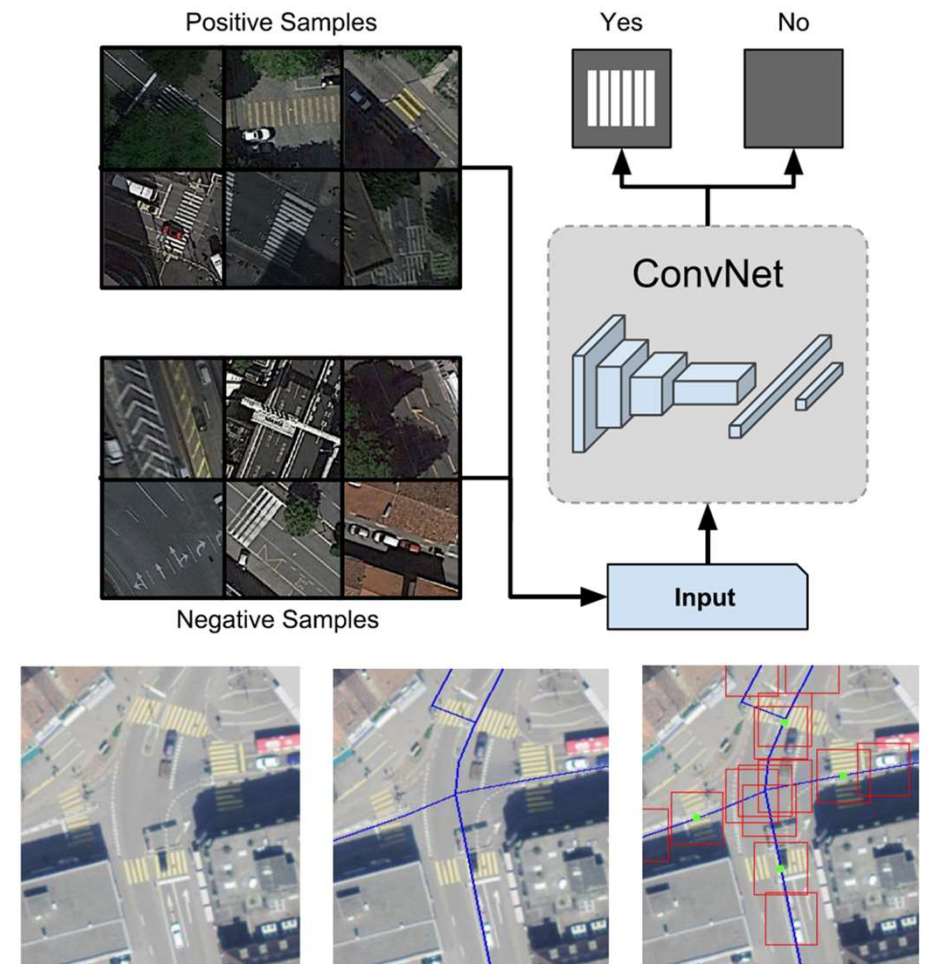 Positive Samples
Yes
No
ConvNet
Negative Samples
Input